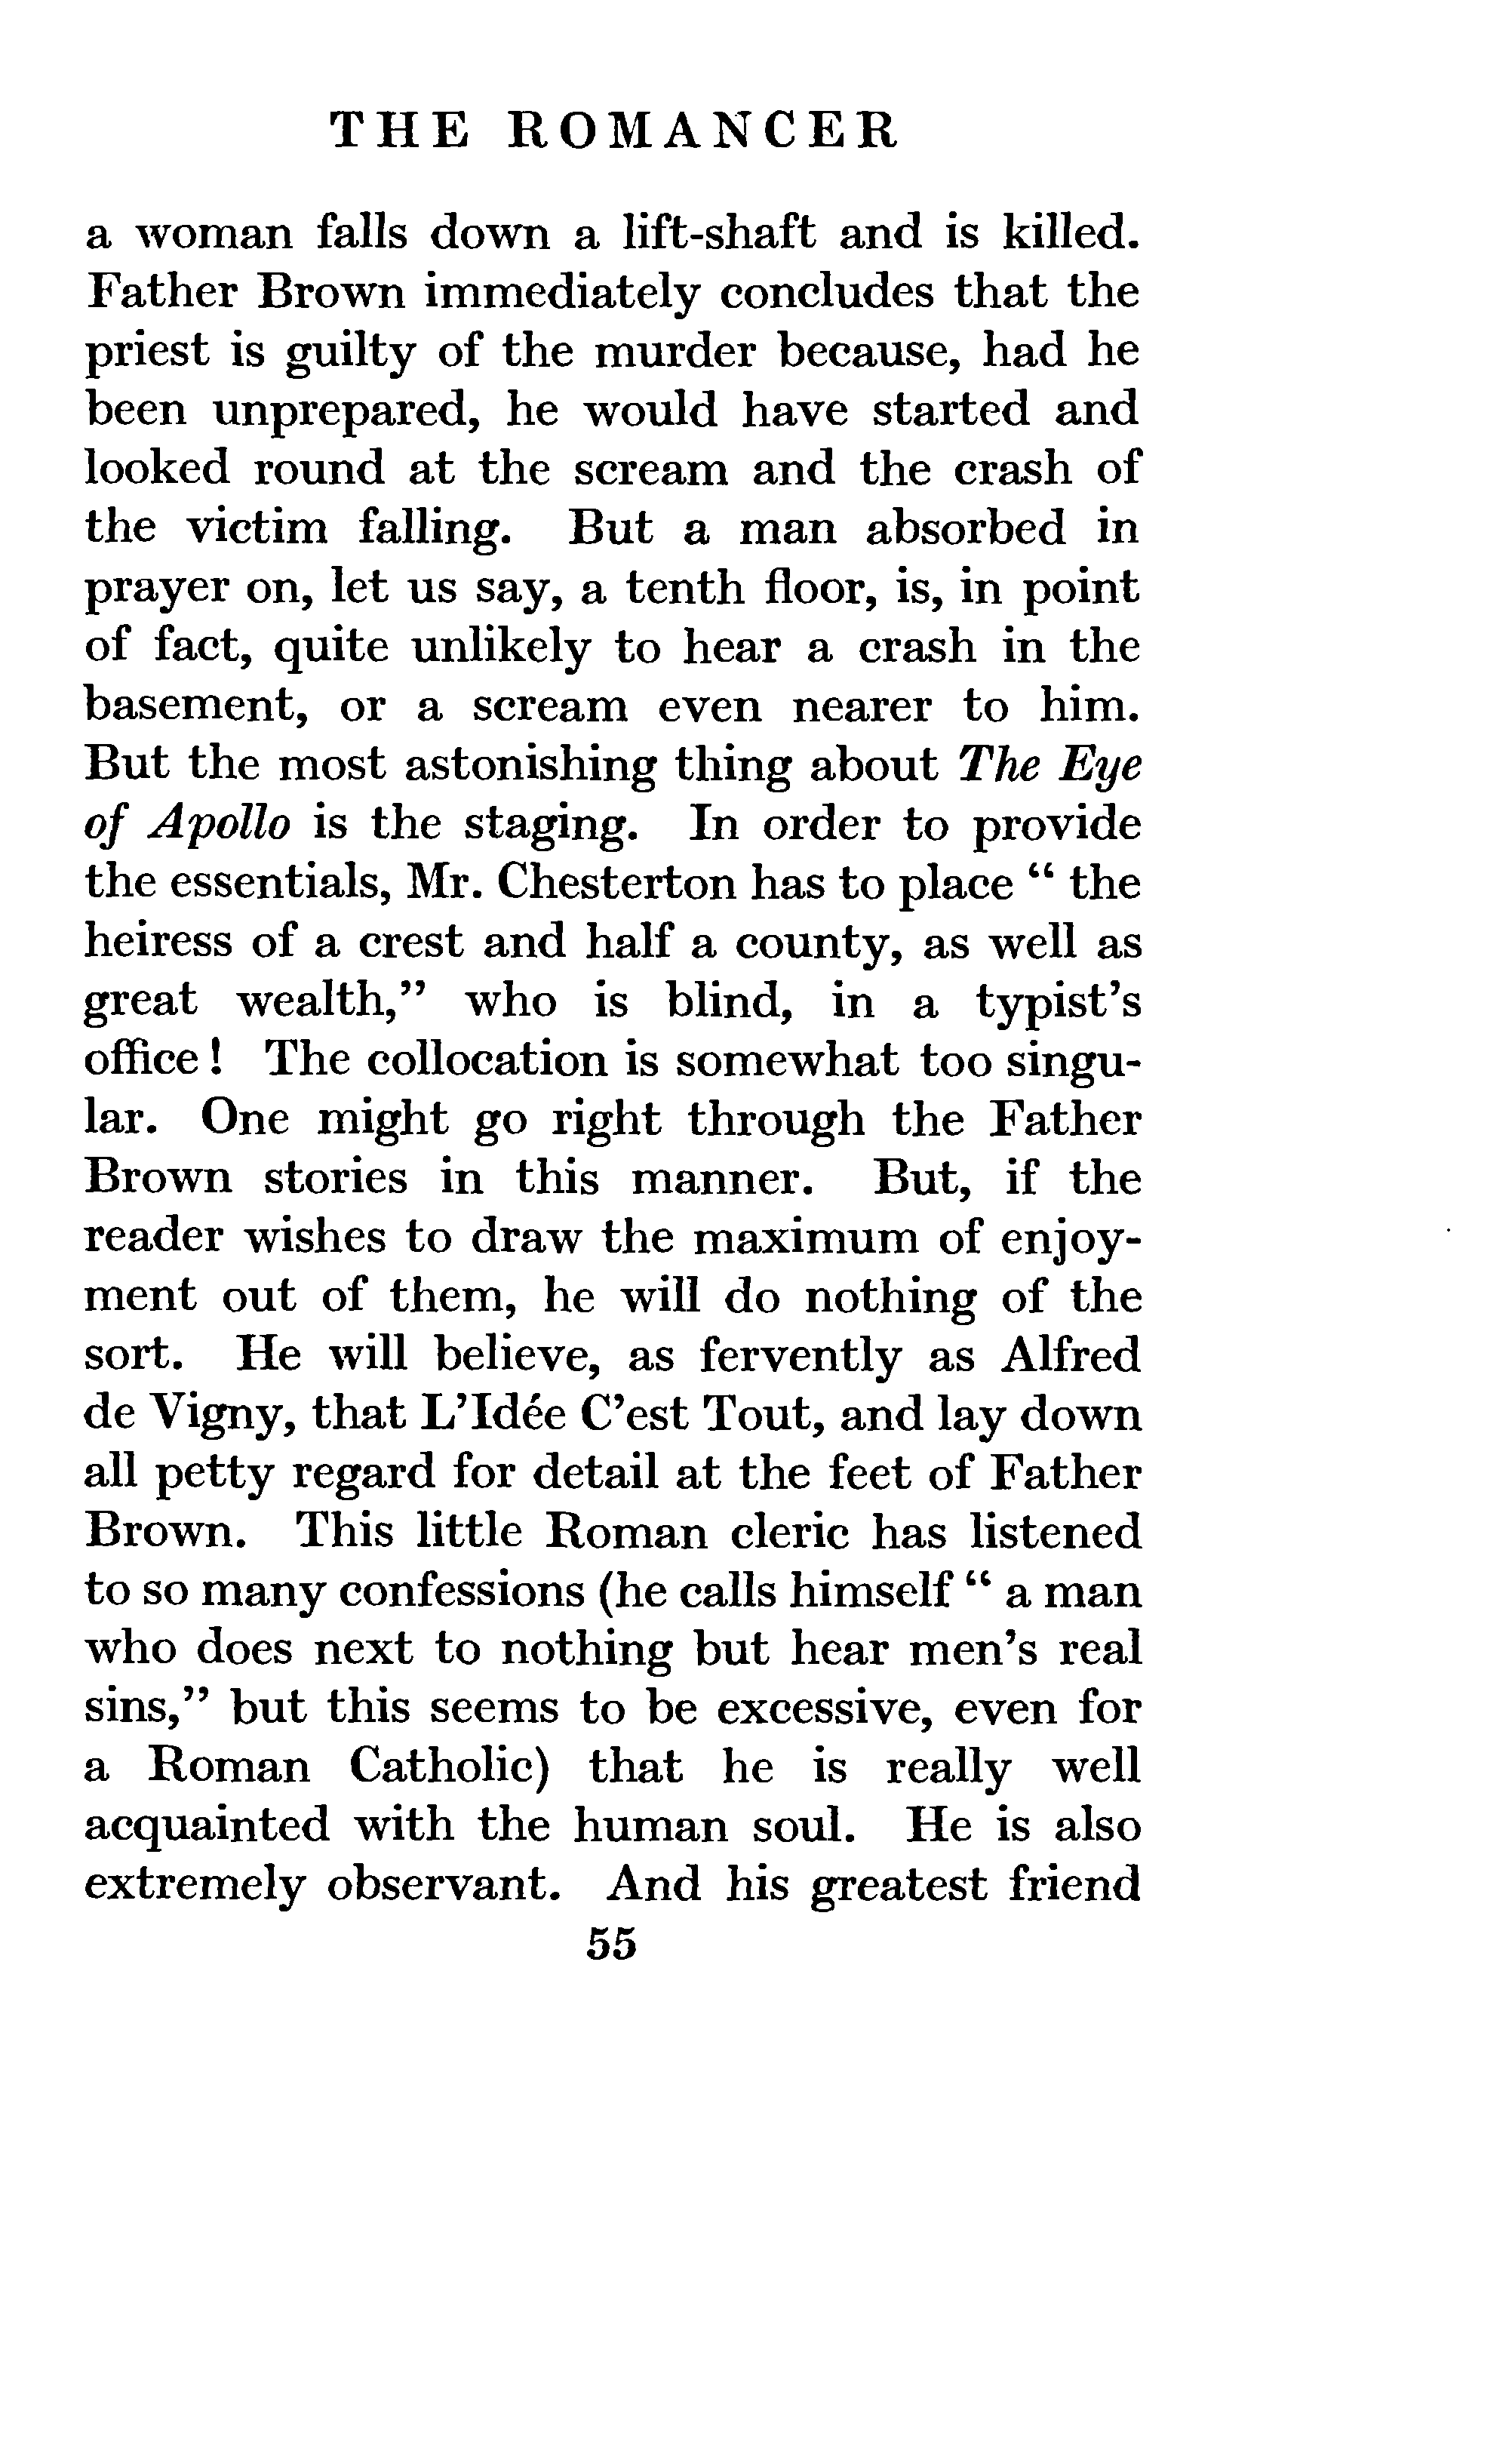 THE ROMANCER
a woman falls down a lift-shaft and is killed.
Father Brown immediately concludes that the
priest is guilty of the murder because, had he
been unprepared, he would have started and
looked round at the scream and the crash of
the victim falling. But a man absorbed in
prayer on, let us say, a tenth floor, is, in point
of fact, quite unlikely to hear a crash in the
basement, or a scream even nearer to him.
But the most astonishing thing about The Eye
of Apollo is the staging. In order to provide
the essentials, Mr. Chesterton has to place “ the
heiress of a crest and half a county, as well as
great wealth,” who is blind, in a typist’s
office ! The collocation is somewhat too singu-
lar. One might go right through the Father
Brown stories in this manner. But, if the
reader wishes to draw the maximum of enjoy-
ment out of them, he will do nothing of the
sort. He will believe, as fervently as Alfred
de Vigny, that L’Idée C’est Tout, and lay down
all petty regard for detail at the feet of Father
Brown. This little Roman cleric has listened
to so many confessions (he calls himself “ a man
who does next to nothing but hear men’s real
sins,” but this seems to be excessive, even for
a Roman Catholic) that he is really well
acquainted with the human soul. He is also
extremely observant. And his greatest friend
55